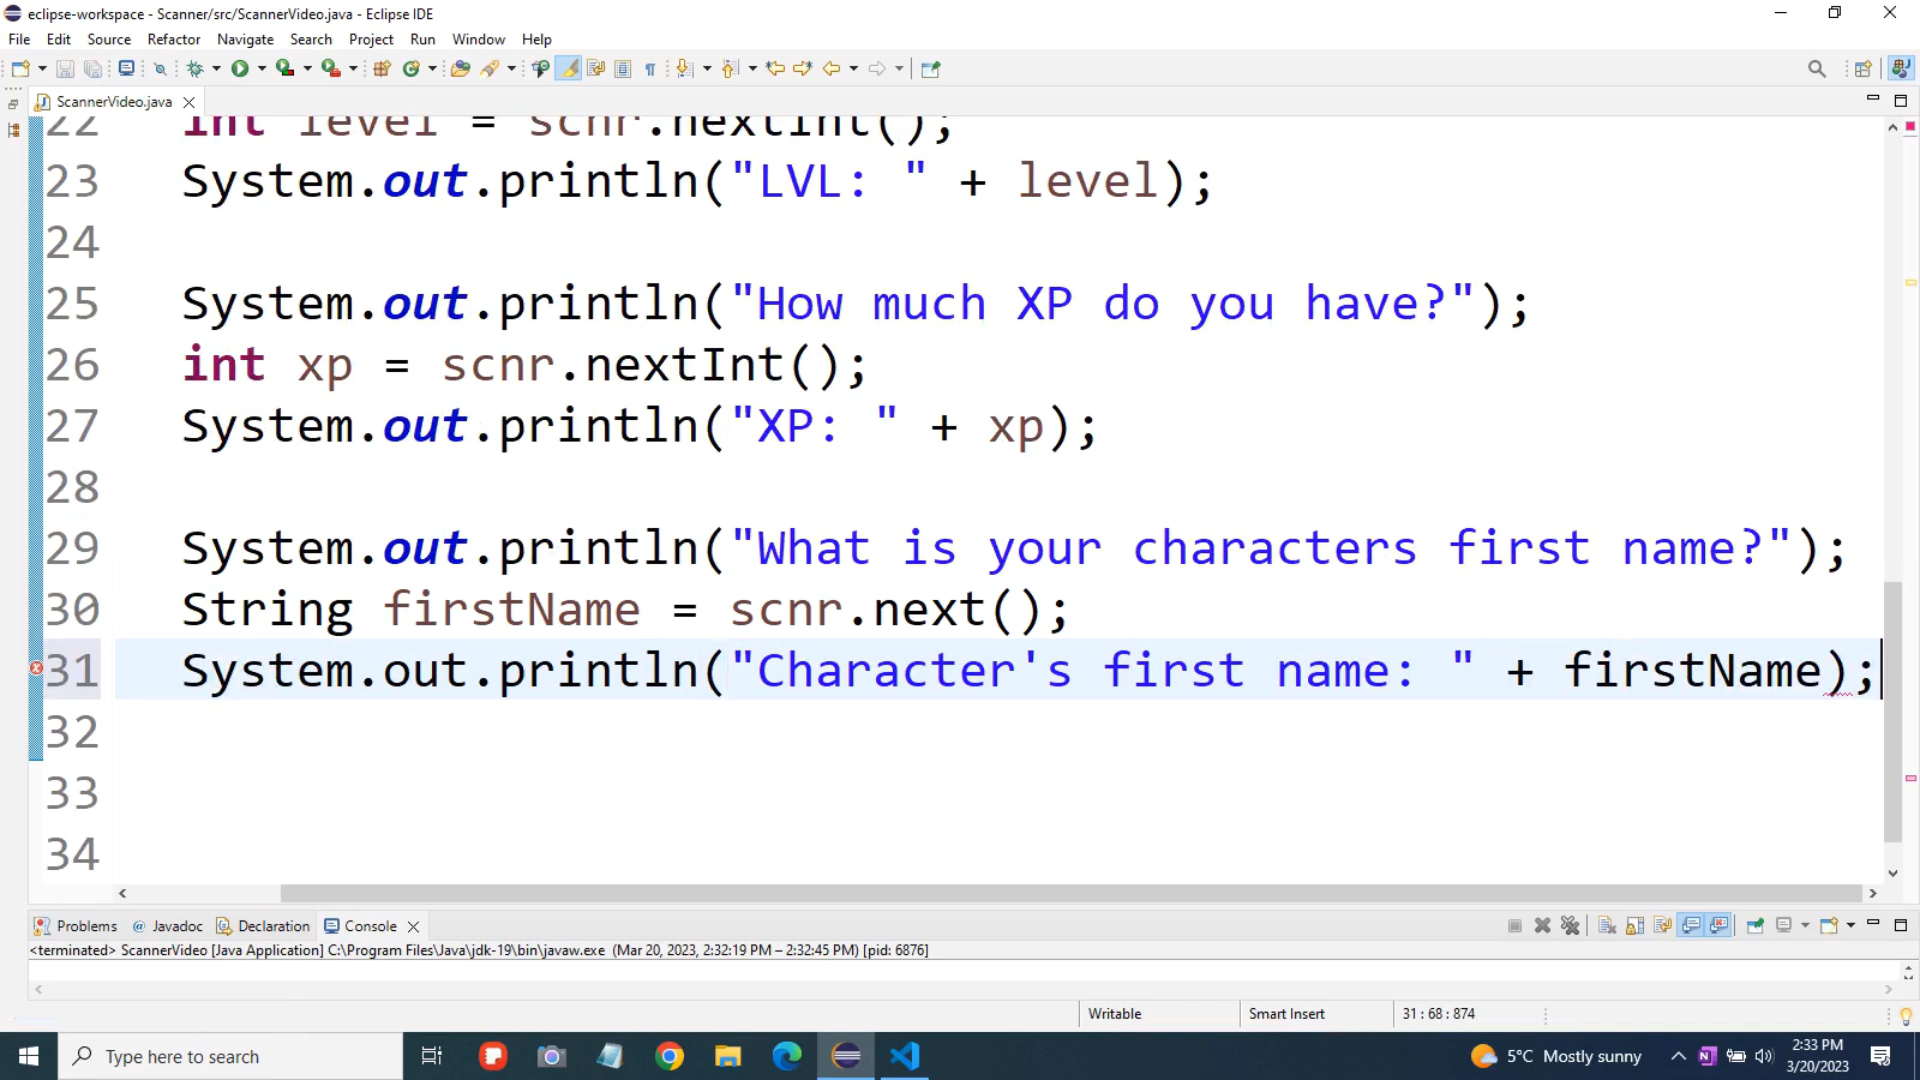 eclipse-workspace - Scanner/src/ScannerVideo.java - Eclipse IDE
File Edit Source Refactor Navigate Search Project Run Window Help
ScannerVideo.java
22 int level = scnr.nextInt();
23 System.out.println("LVL: " + level);
24
25 System.out.println("How much XP do you have?");
26 int xp = scnr.nextInt();
27 System.out.println("XP: " + xp);
28
29 System.out.println("What is your characters first name?");
30 String firstName = scnr.next();
31 System.out.println("Character's first name: " + firstName);
32
33
34
Problems @ Javadoc Declaration Console
<terminated> ScannerVideo [Java Application] C:\Program Files\Java\jdk-19\bin\javaw.exe (Mar 20, 2023, 2:32:19 PM – 2:32:45 PM) [pid: 6876]
Writable Smart Insert 31 : 68 : 874
Type here to search 5°C Mostly sunny 2:33 PM
3/20/2023